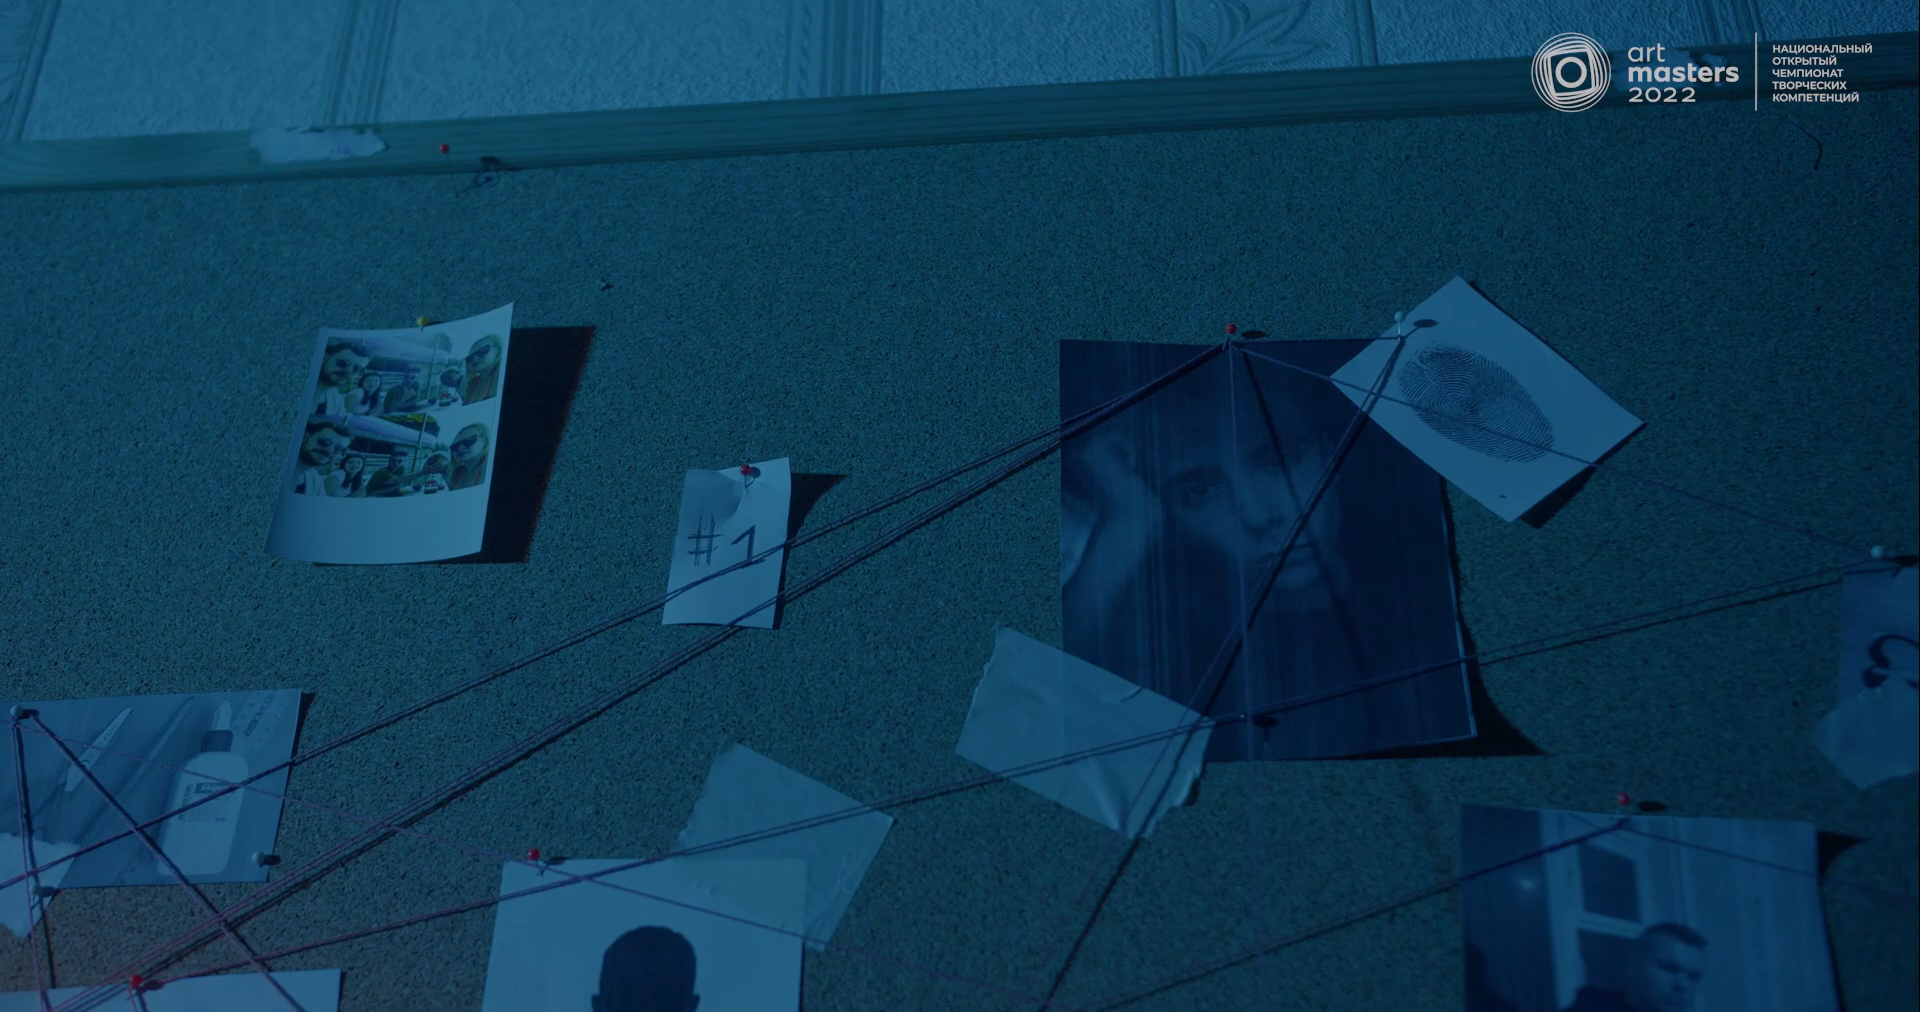 art
masters
2022
НАЦИОНАЛЬНЫЙ
ОТКРЫТЫЙ
ЧЕМПИОНАТ
ТВОРЧЕСКИХ
КОМПЕТЕНЦИЙ
#1